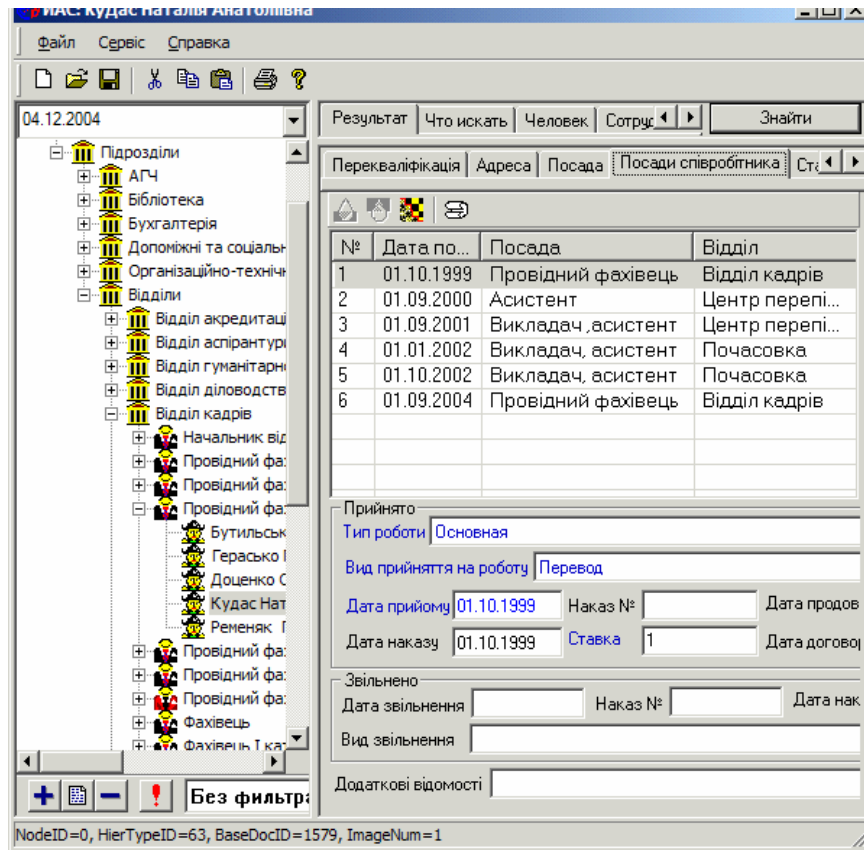 ИАС: Кудас Наталія Анатоліївна
Файл Сервіс Справка
04.12.2004
Підрозділи
АГЧ
Бібліотека
Бухгалтерія
Допоміжні та соціальн
Організаційно-технічн
Відділи
Відділ акредитаці
Відділ аспірантури
Відділ гуманітарн
Відділ діловодств
Відділ кадрів
Начальник від
Провідний фа
Провідний фа
Провідний фа
Бутильськ
Герасько
Доценко С
Кудас Нат
Ременяк
Провідний фа
Провідний фа
Провідний фа
Фахівець
Фахівець І кат
Без фильтра
Результат Что искать Человек Сотруд Знайти
Перекваліфікація Адреса Посада Посади співробітника Ста
№ Дата по... Посада Відділ
1 01.10.1999 Провідний фахівець Відділ кадрів
2 01.09.2000 Асистент Центр перепі...
3 01.09.2001 Викладач ,асистент Центр перепі...
4 01.01.2002 Викладач, асистент Почасовка
5 01.10.2002 Викладач, асистент Почасовка
6 01.09.2004 Провідний фахівець Відділ кадрів
Прийнято
Тип роботи Основная
Вид прийняття на роботу Перевод
Дата прийому 01.10.1999 Наказ № Дата продов
Дата наказу 01.10.1999 Ставка 1 Дата договор
Звільнено
Дата звільнення Наказ № Дата нак
Вид звільнення
Додаткові відомості
NodeID=0, HierTypeID=63, BaseDocID=1579, ImageNum=1